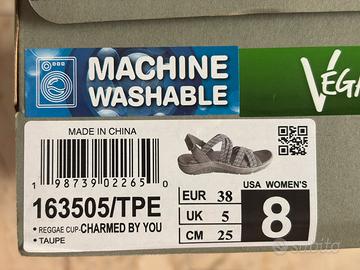 MACHINE
WASHABLE
VEGA
MADE IN CHINA
1 98739 02265 0
163505/TPE
• REGGAE CUP-CHARMED BY YOU
• TAUPE
EUR 38
UK 5
CM 25
USA WOMEN'S
8
subito